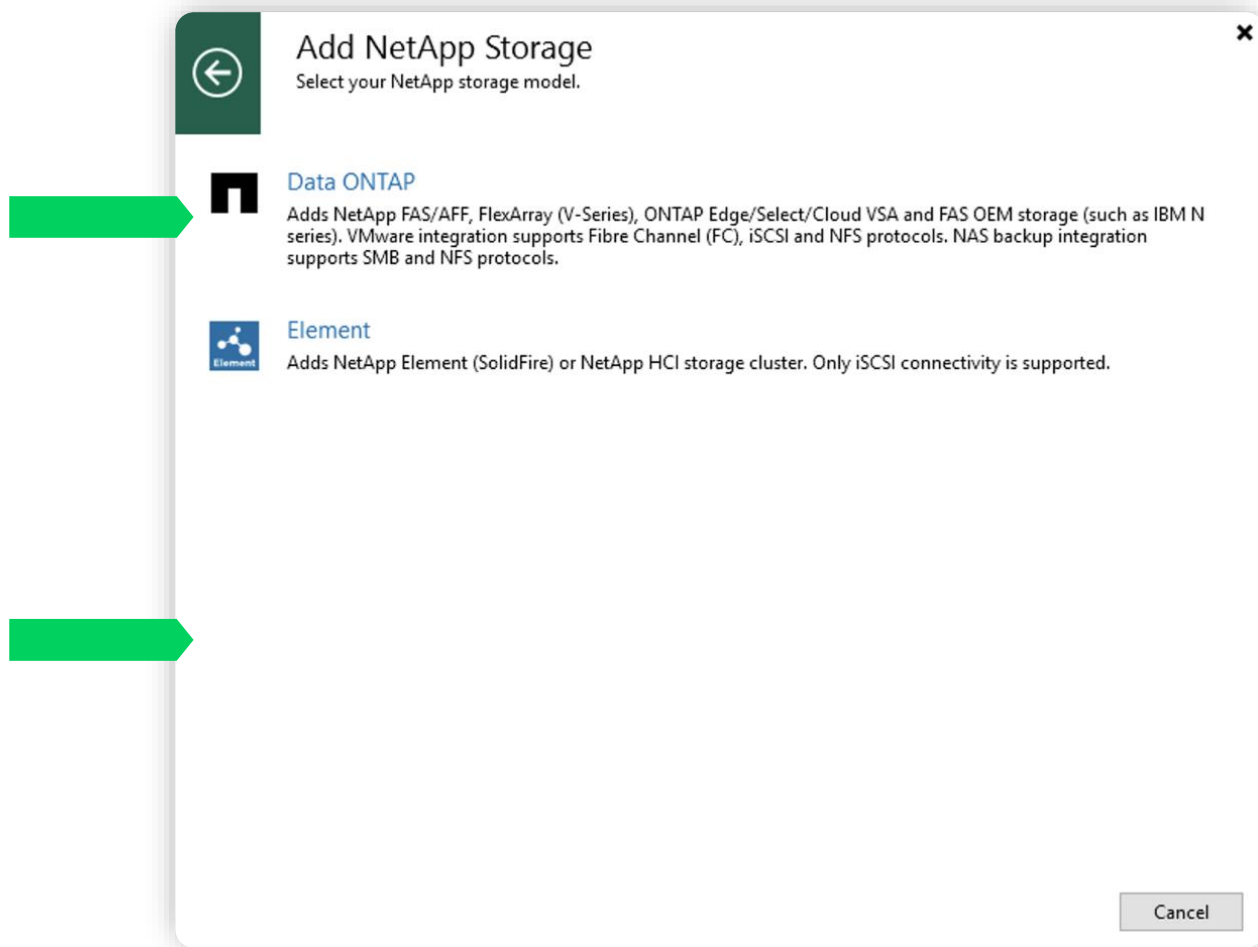 Add NetApp Storage
Select your NetApp storage model.
Data ONTAP
Adds NetApp FAS/AFF, FlexArray (V-Series), ONTAP Edge/Select/Cloud VSA and FAS OEM storage (such as IBM N
series). VMware integration supports Fibre Channel (FC), iSCSI and NFS protocols. NAS backup integration
supports SMB and NFS protocols.
Element
Element
Adds NetApp Element (SolidFire) or NetApp HCI storage cluster. Only iSCSI connectivity is supported.
Cancel